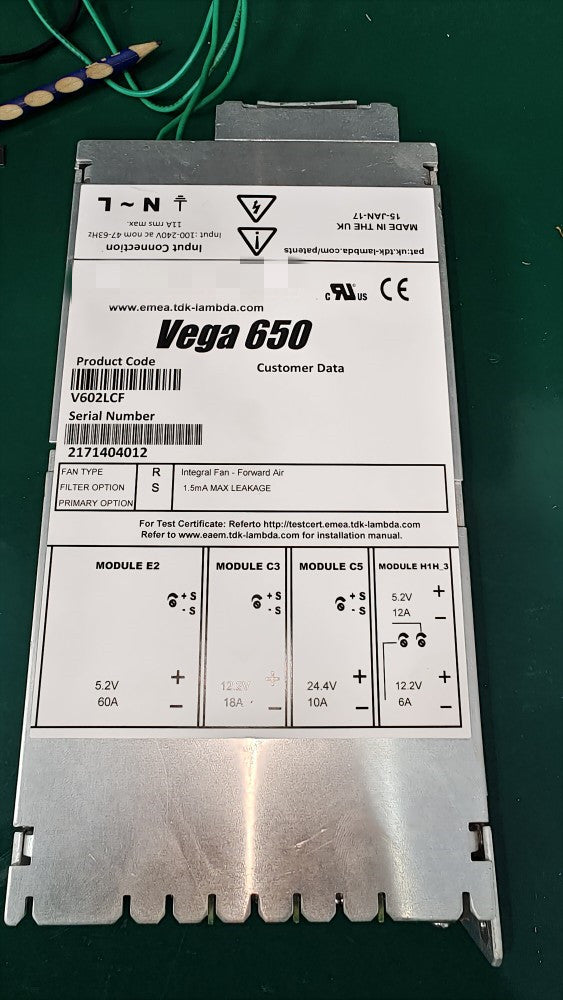 Input Connection
Input :100-240V ac nom 47-63Hz
11A rms max.
N ~ L
pat:uk.tdk-lambda.com/patents
MADE IN THE UK
15-JAN-17
c RU US CE
www.emea.tdk-lambda.com
Vega 650
Product Code
Customer Data
V602LCF
Serial Number
2171404012
FAN TYPE R Integral Fan - Forward Air
FILTER OPTION S 1.5mA MAX LEAKAGE
PRIMARY OPTION
For Test Certificate: Referto http://testcert.emea.tdk-lambda.com
Refer to www.eaem.tdk-lambda.com for installation manual.
MODULE E2 MODULE C3 MODULE C5 MODULE H1H_3
+ S + S + S 5.2V +
- S - S - S 12A -
5.2V + 12.2V + 24.4V + 12.2V +
60A - 18A - 10A - 6A -